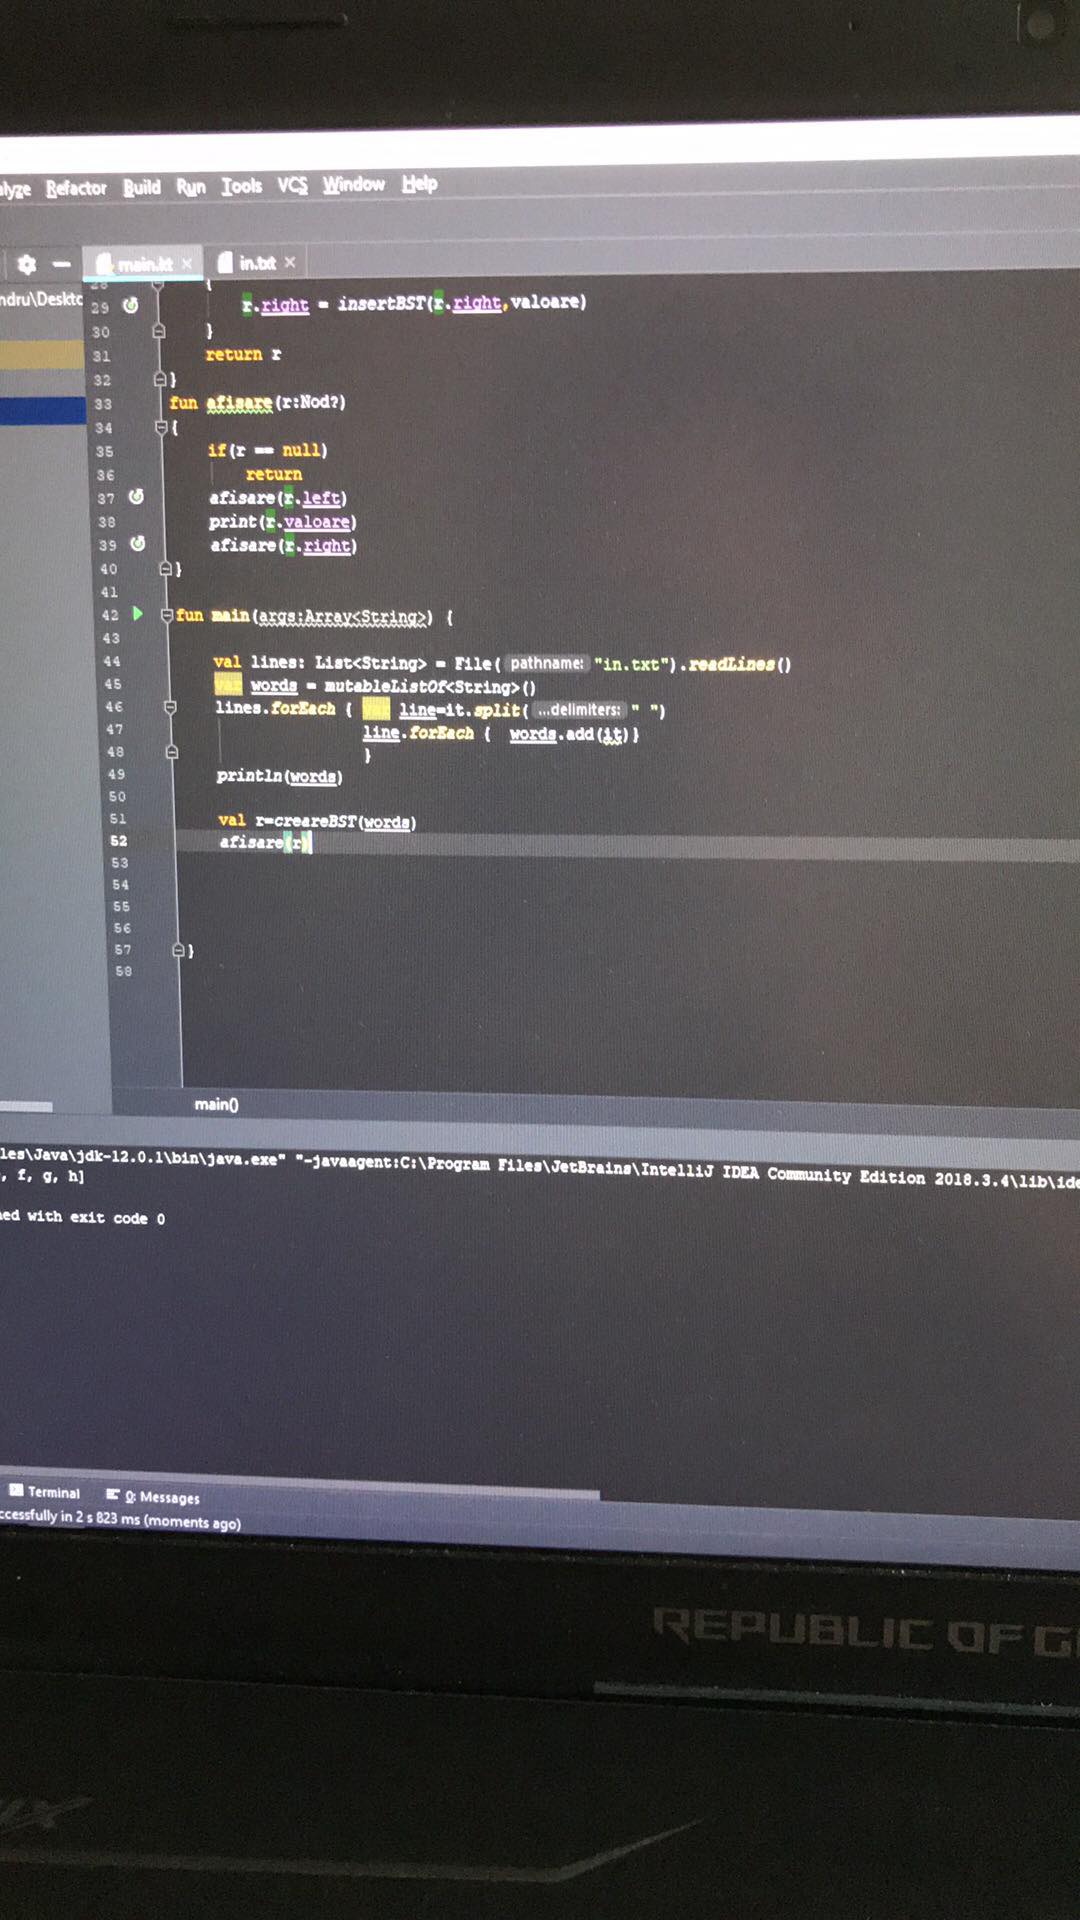 Refactor Build Run Tools VCS Window Help
main.kt in.txt
28 {
29 r.right = insertBST(r.right,valoare)
30 }
31 return r
32 }
33 fun afisare(r:Nod?)
34 {
35 if(r == null)
36 return
37 afisare(r.left)
38 print(r.valoare)
39 afisare(r.right)
40 }
41
42 fun main(args:Array<String>) {
43
44 val lines: List<String> = File( pathname: "in.txt").readLines()
45 var words = mutableListOf<String>()
46 lines.forEach { var line=it.split( ...delimiters: " ")
47 line.forEach { words.add(it)}
48 }
49 println(words)
50
51 val r=creareBST(words)
52 afisare(r)
53
54
55
56
57 }
58
ndru\Deskto
main()
les\Java\jdk-12.0.1\bin\java.exe" "-javaagent:C:\Program Files\JetBrains\IntelliJ IDEA Community Edition 2018.3.4\lib\ide
, f, g, h]
ed with exit code 0
Terminal 0: Messages
ccessfully in 2 s 823 ms (moments ago)
REPUBLIC OF G